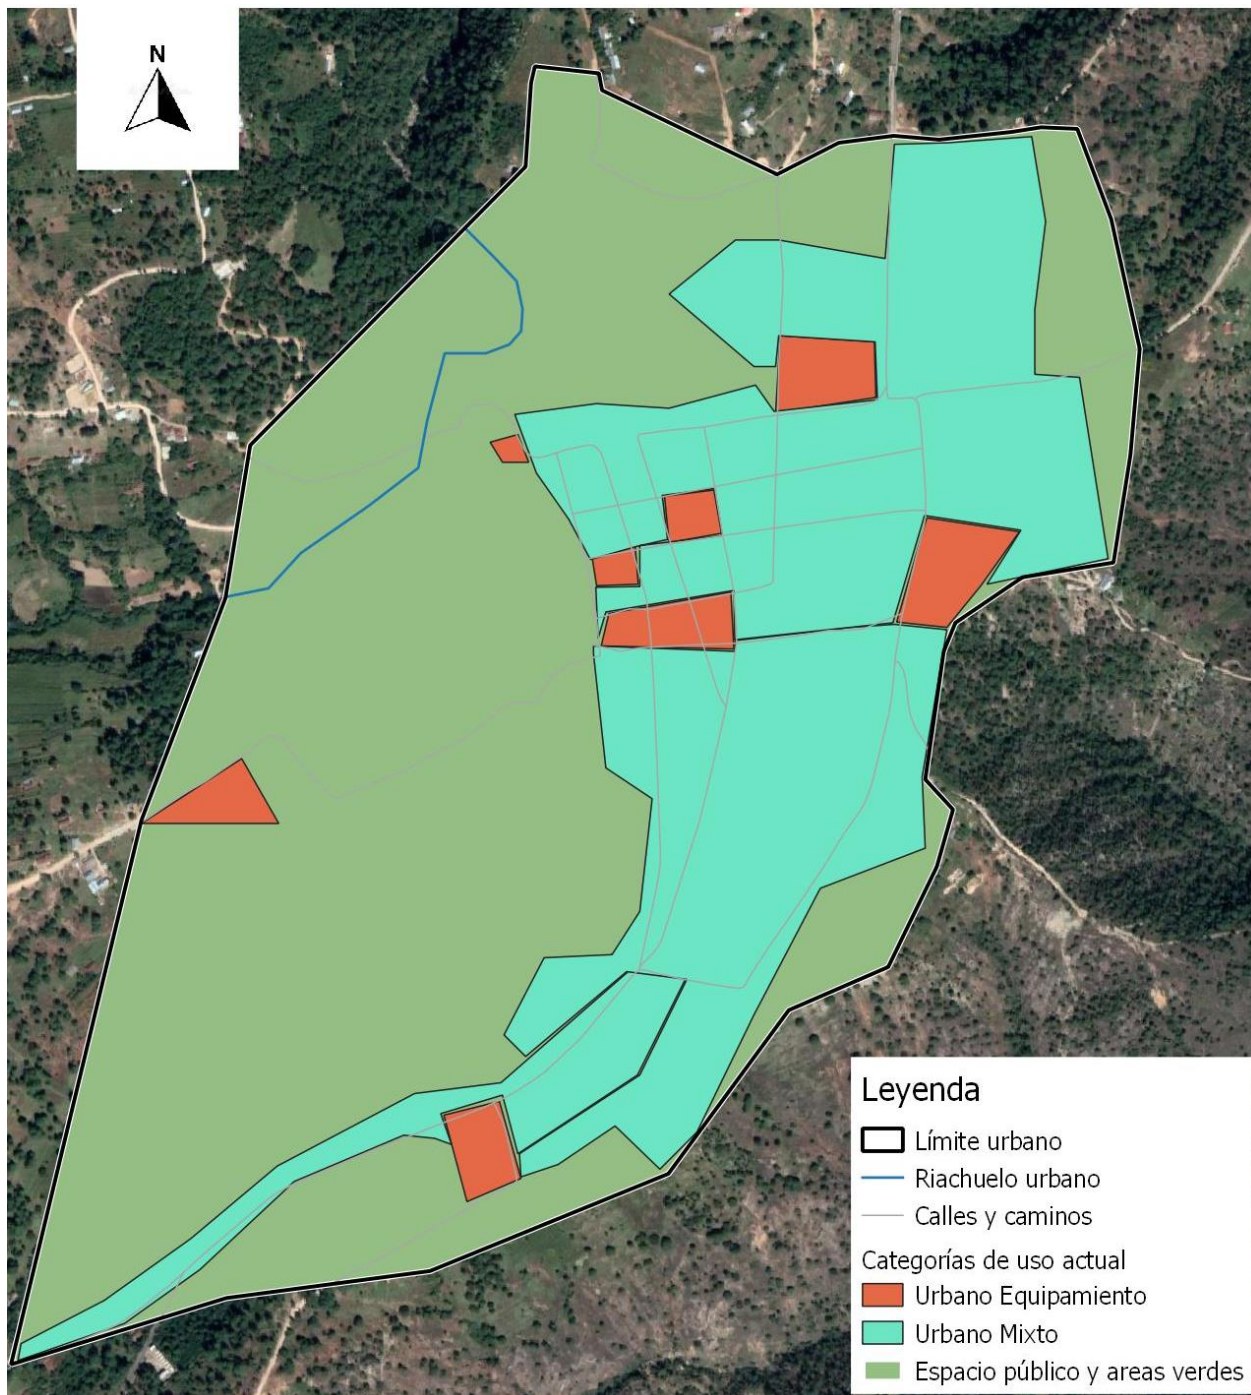 N
Leyenda
Límite urbano
Riachuelo urbano
Calles y caminos
Categorías de uso actual
Urbano Equipamiento
Urbano Mixto
Espacio público y areas verdes